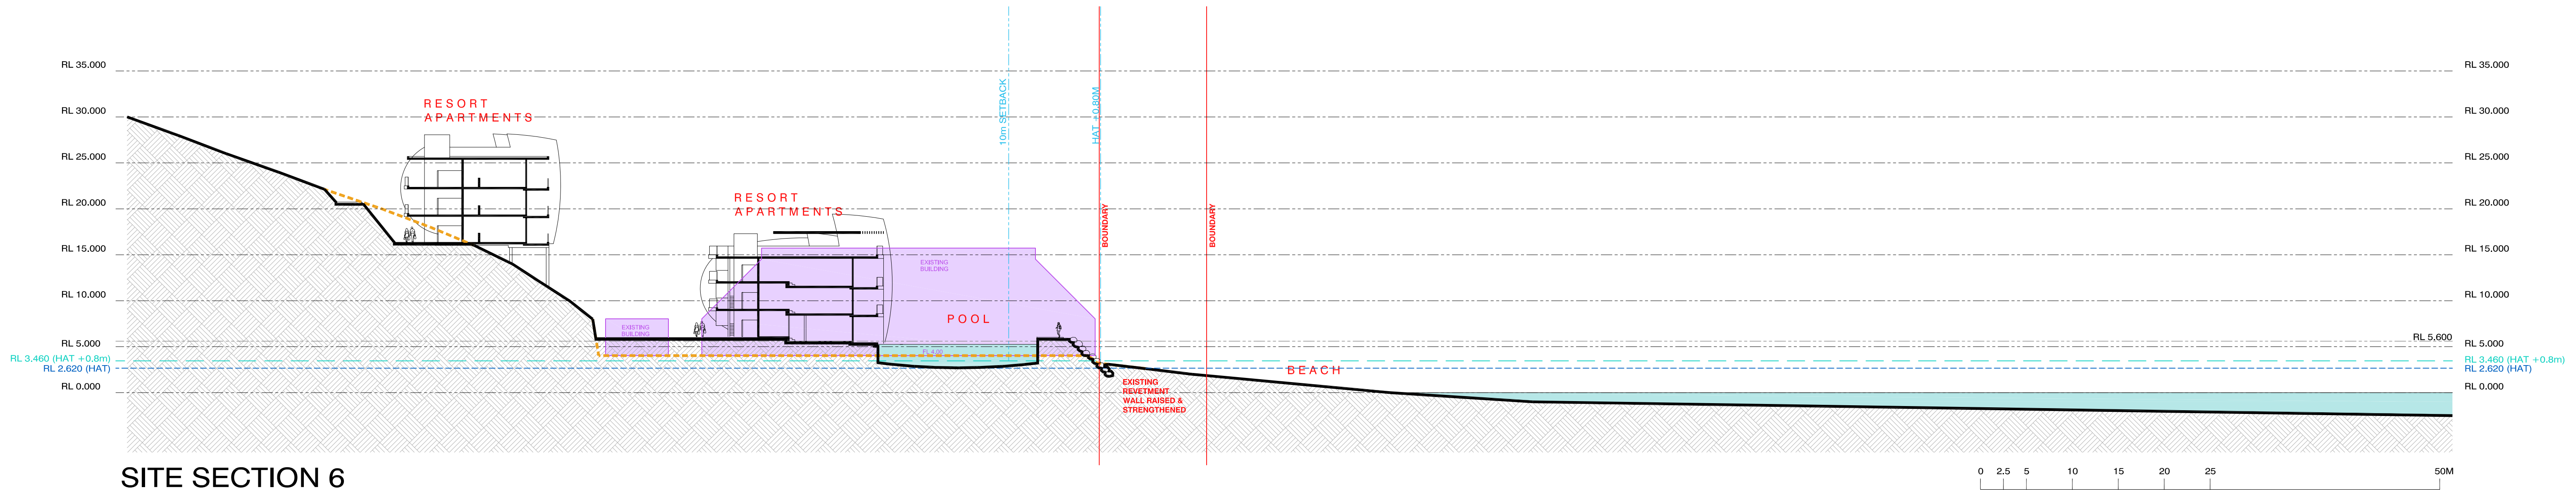 RL 35.000
RL 35.000
10m SETBACK
HAT +0.80M
RESORT
APARTMENTS
RL 30.000
RL 30.000
RL 25.000
RL 25.000
RESORT
APARTMENTS
RL 20.000
RL 20.000
BOUNDARY
BOUNDARY
RL 15.000
RL 15.000
EXISTING
BUILDING
RL 10.000
RL 10.000
POOL
EXISTING
BUILDING
RL 5.600
RL 5.000
RL 5.000
FL 4.00
RL 3.460 (HAT +0.8m)
RL 3.460 (HAT +0.8m)
RL 2.620 (HAT)
RL 2.620 (HAT)
BEACH
RL 0.000
RL 0.000
EXISTING
REVETMENT
WALL RAISED &
STRENGTHENED
SITE SECTION 6
0 2.5 5 10 15 20 25 50M